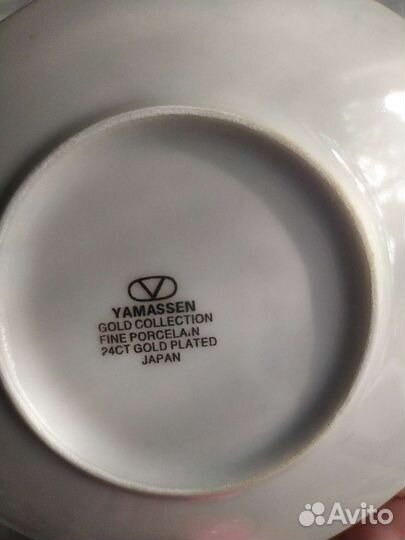 V
YAMASSEN
GOLD COLLECTION
FINE PORCELAIN
24CT GOLD PLATED
JAPAN
Avito